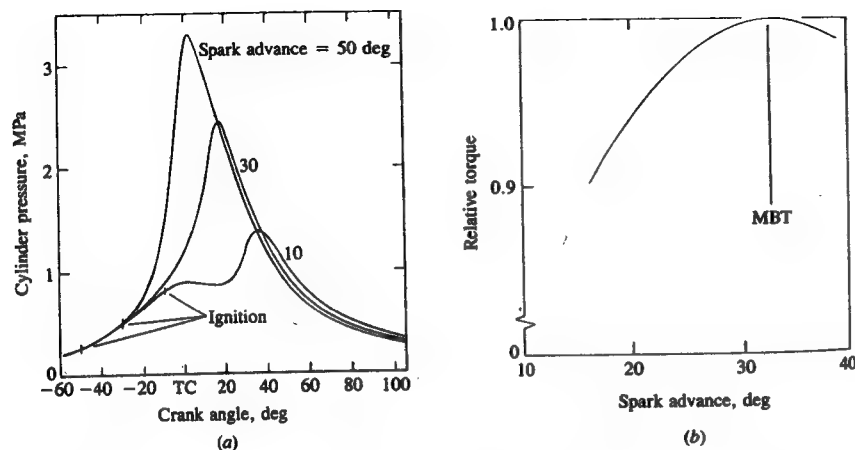 Spark advance = 50 deg
30
10
Ignition
Cylinder pressure, MPa
3
2
1
0
−60 −40 −20 TC 20 40 60 80 100
Crank angle, deg
(a)
Relative torque
1.0
0.9
0
MBT
10 20 30 40
Spark advance, deg
(b)